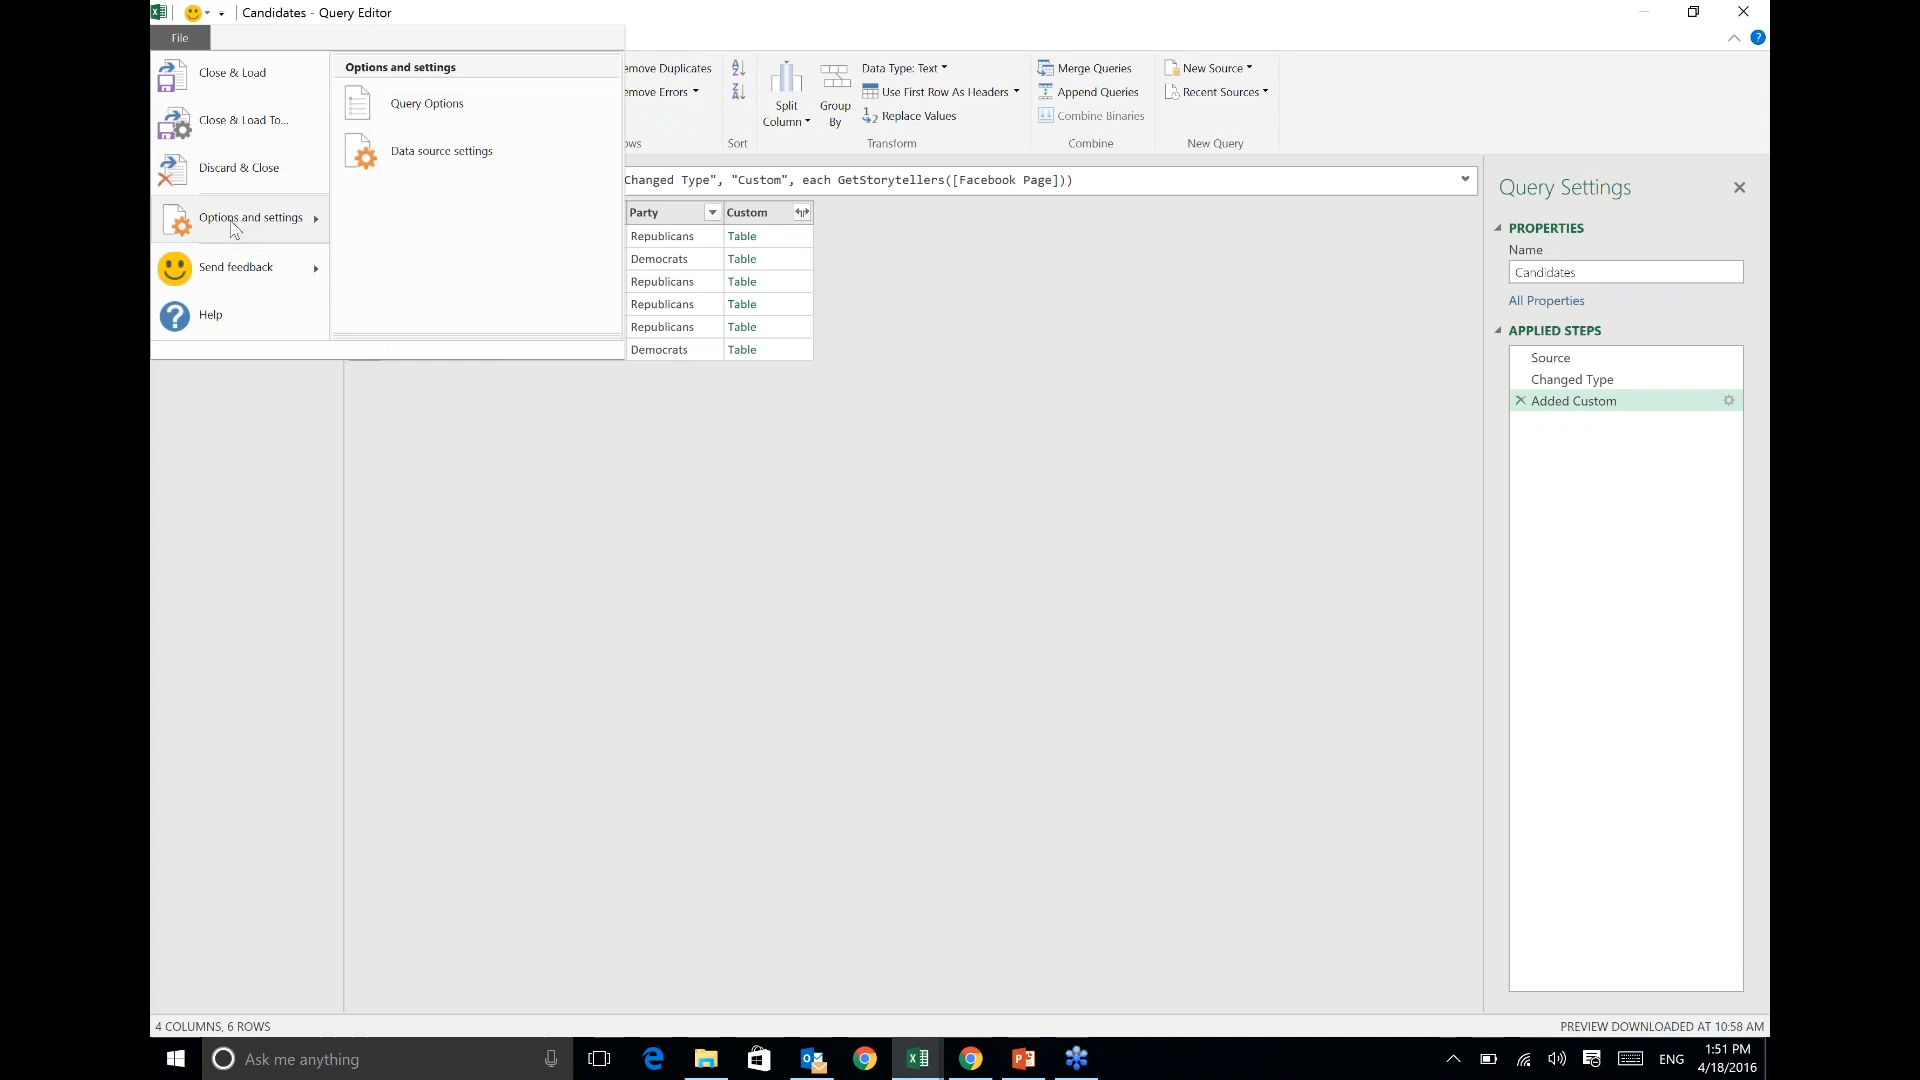 Candidates - Query Editor
File
Close & Load
Close & Load To...
Discard & Close
Options and settings
Send feedback
Help
Options and settings
Query Options
Data source settings
emove Duplicates
emove Errors
ows
Sort
Split
Column
Group
By
Data Type: Text
Use First Row As Headers
Replace Values
Transform
Merge Queries
Append Queries
Combine Binaries
Combine
New Source
Recent Sources
New Query
Changed Type", "Custom", each GetStorytellers([Facebook Page]))
Party Custom
Republicans Table
Democrats Table
Republicans Table
Republicans Table
Republicans Table
Democrats Table
Query Settings
PROPERTIES
Name
Candidates
All Properties
APPLIED STEPS
Source
Changed Type
Added Custom
4 COLUMNS, 6 ROWS
PREVIEW DOWNLOADED AT 10:58 AM
Ask me anything
ENG
1:51 PM
4/18/2016